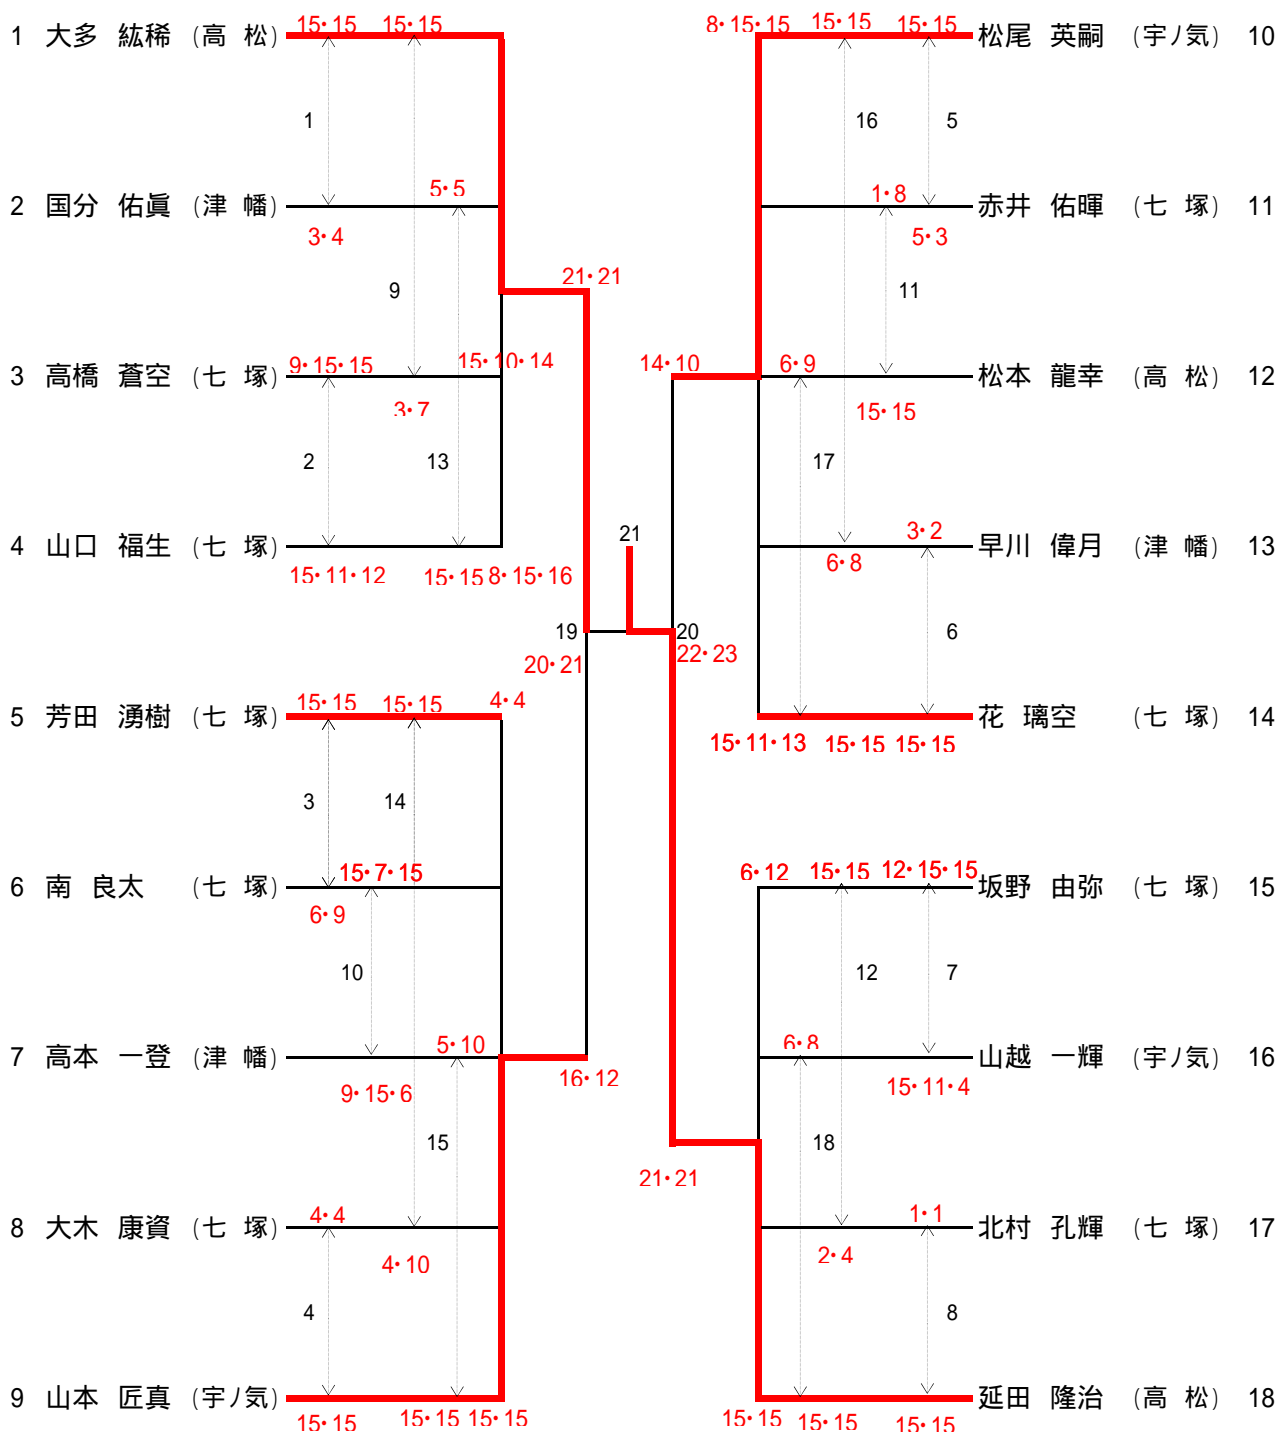 15・15 15・15 8・15・15 15・15 15・15
1 大多 紘稀 (高 松) 松尾 英嗣 (宇ノ気) 10
1 16 5
5・5 1・8
2 国分 佑眞 (津 幡) 赤井 佑暉 (七 塚) 11
3・4 5・3
21・21
9 11
9・15・15 15・10・14 14・10 6・9
3 高橋 蒼空 (七 塚) 松本 龍幸 (高 松) 12
3・7 15・15
2 13 17
21 3・2
4 山口 福生 (七 塚) 早川 偉月 (津 幡) 13
15・11・12 15・15 8・15・16 6・8
19 20 6
20・21 22・23
15・15 15・15 4・4
5 芳田 湧樹 (七 塚) 花 璃空 (七 塚) 14
15・11・13 15・15 15・15
3 14
15・7・15 6・12 15・15 12・15・15
6 南 良太 (七 塚) 坂野 由弥 (七 塚) 15
6・9
10 12 7
5・10 6・8
7 高本 一登 (津 幡) 山越 一輝 (宇ノ気) 16
9・15・6 16・12 15・11・4
15 18
21・21
4・4 1・1
8 大木 康資 (七 塚) 北村 孔輝 (七 塚) 17
4・10 2・4
4 8
9 山本 匠真 (宇ノ気) 延田 隆治 (高 松) 18
15・15 15・15 15・15 15・15 15・15 15・15